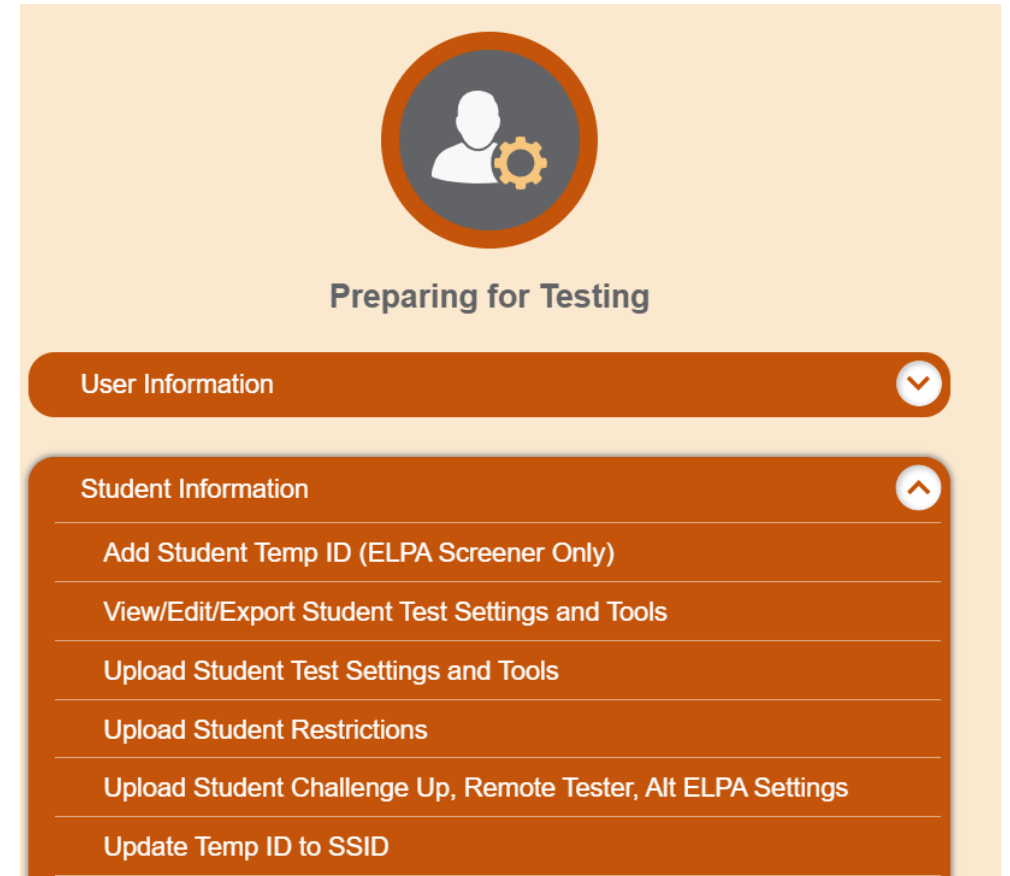 Preparing for Testing
User Information
Student Information
Add Student Temp ID (ELPA Screener Only)
View/Edit/Export Student Test Settings and Tools
Upload Student Test Settings and Tools
Upload Student Restrictions
Upload Student Challenge Up, Remote Tester, Alt ELPA Settings
Update Temp ID to SSID